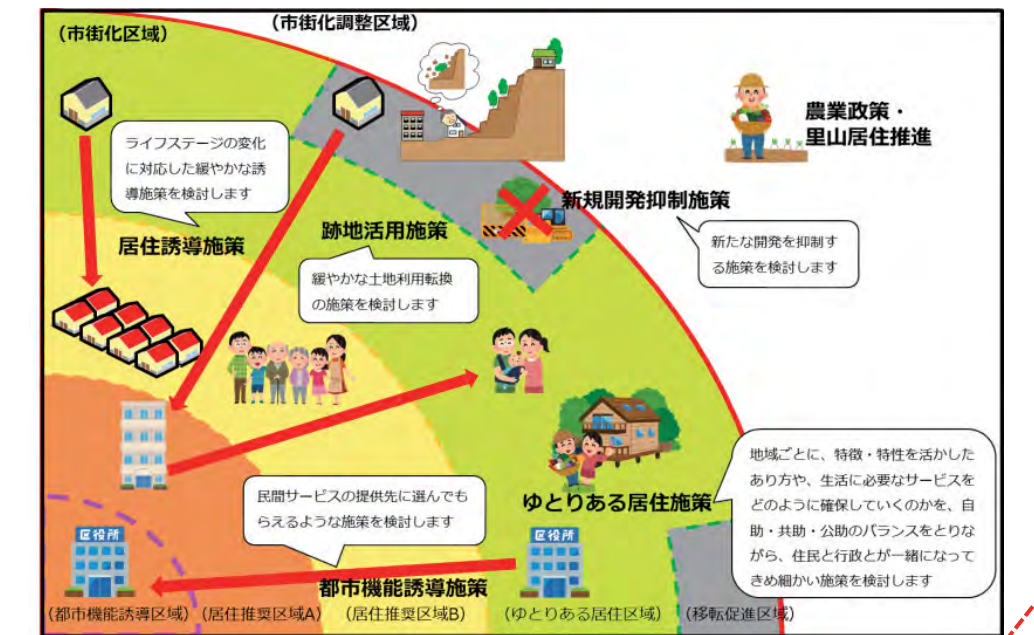 （市街化区域）
（市街化調整区域）
農業政策・
里山居住推進
ライフステージの変化
に対応した緩やかな誘
導施策を検討します
新規開発抑制施策
居住誘導施策
跡地活用施策
新たな開発を抑制す
る施策を検討します
緩やかな土地利用転換
の施策を検討します
地域ごとに、特徴・特性を活かした
あり方や、生活に必要なサービスを
どのように確保していくのかを、自
助・共助・公助のバランスをとりな
がら、住民と行政とが一緒になって
きめ細かい施策を検討します
民間サービスの提供先に選んでも
らえるような施策を検討します
ゆとりある居住施策
区役所
区役所
都市機能誘導施策
（都市機能誘導区域）（居住推奨区域A）（居住推奨区域B）（ゆとりある居住区域）（移転促進区域）